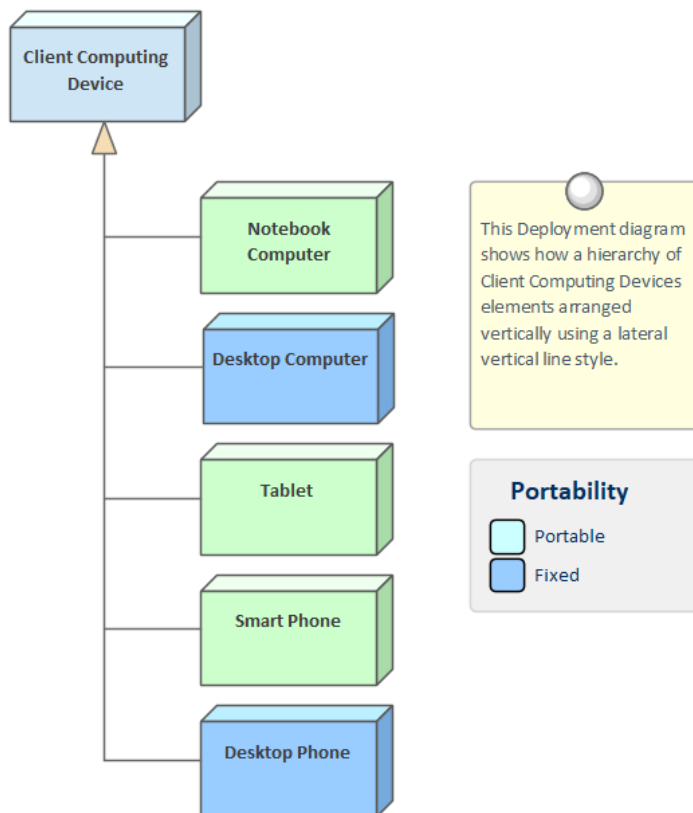 Client Computing
Device
Notebook
Computer
Desktop Computer
Tablet
Smart Phone
Desktop Phone
This Deployment diagram
shows how a hierarchy of
Client Computing Devices
elements arranged
vertically using a lateral
vertical line style.
Portability
Portable
Fixed